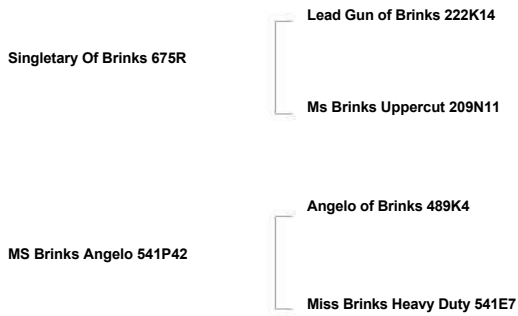 Lead Gun of Brinks 222K14
Singletary Of Brinks 675R
Ms Brinks Uppercut 209N11
Angelo of Brinks 489K4
MS Brinks Angelo 541P42
Miss Brinks Heavy Duty 541E7